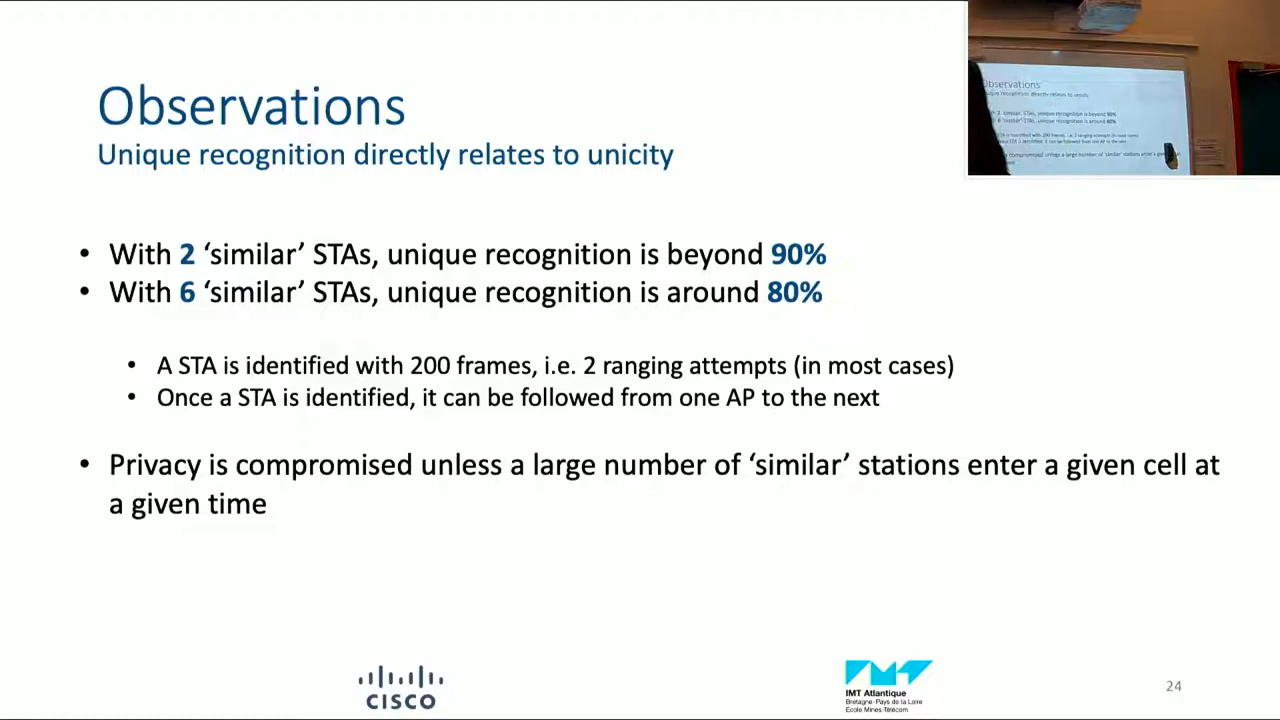 Observations
Unique recognition directly relates to unicity
• With 2 ‘similar’ STAs, unique recognition is beyond 90%
• With 6 ‘similar’ STAs, unique recognition is around 80%
• A STA is identified with 200 frames, i.e. 2 ranging attempts (in most cases)
• Once a STA is identified, it can be followed from one AP to the next
• Privacy is compromised unless a large number of ‘similar’ stations enter a given cell at
a given time
CISCO
IMT Atlantique
Bretagne-Pays de la Loire
École Mines-Télécom
24